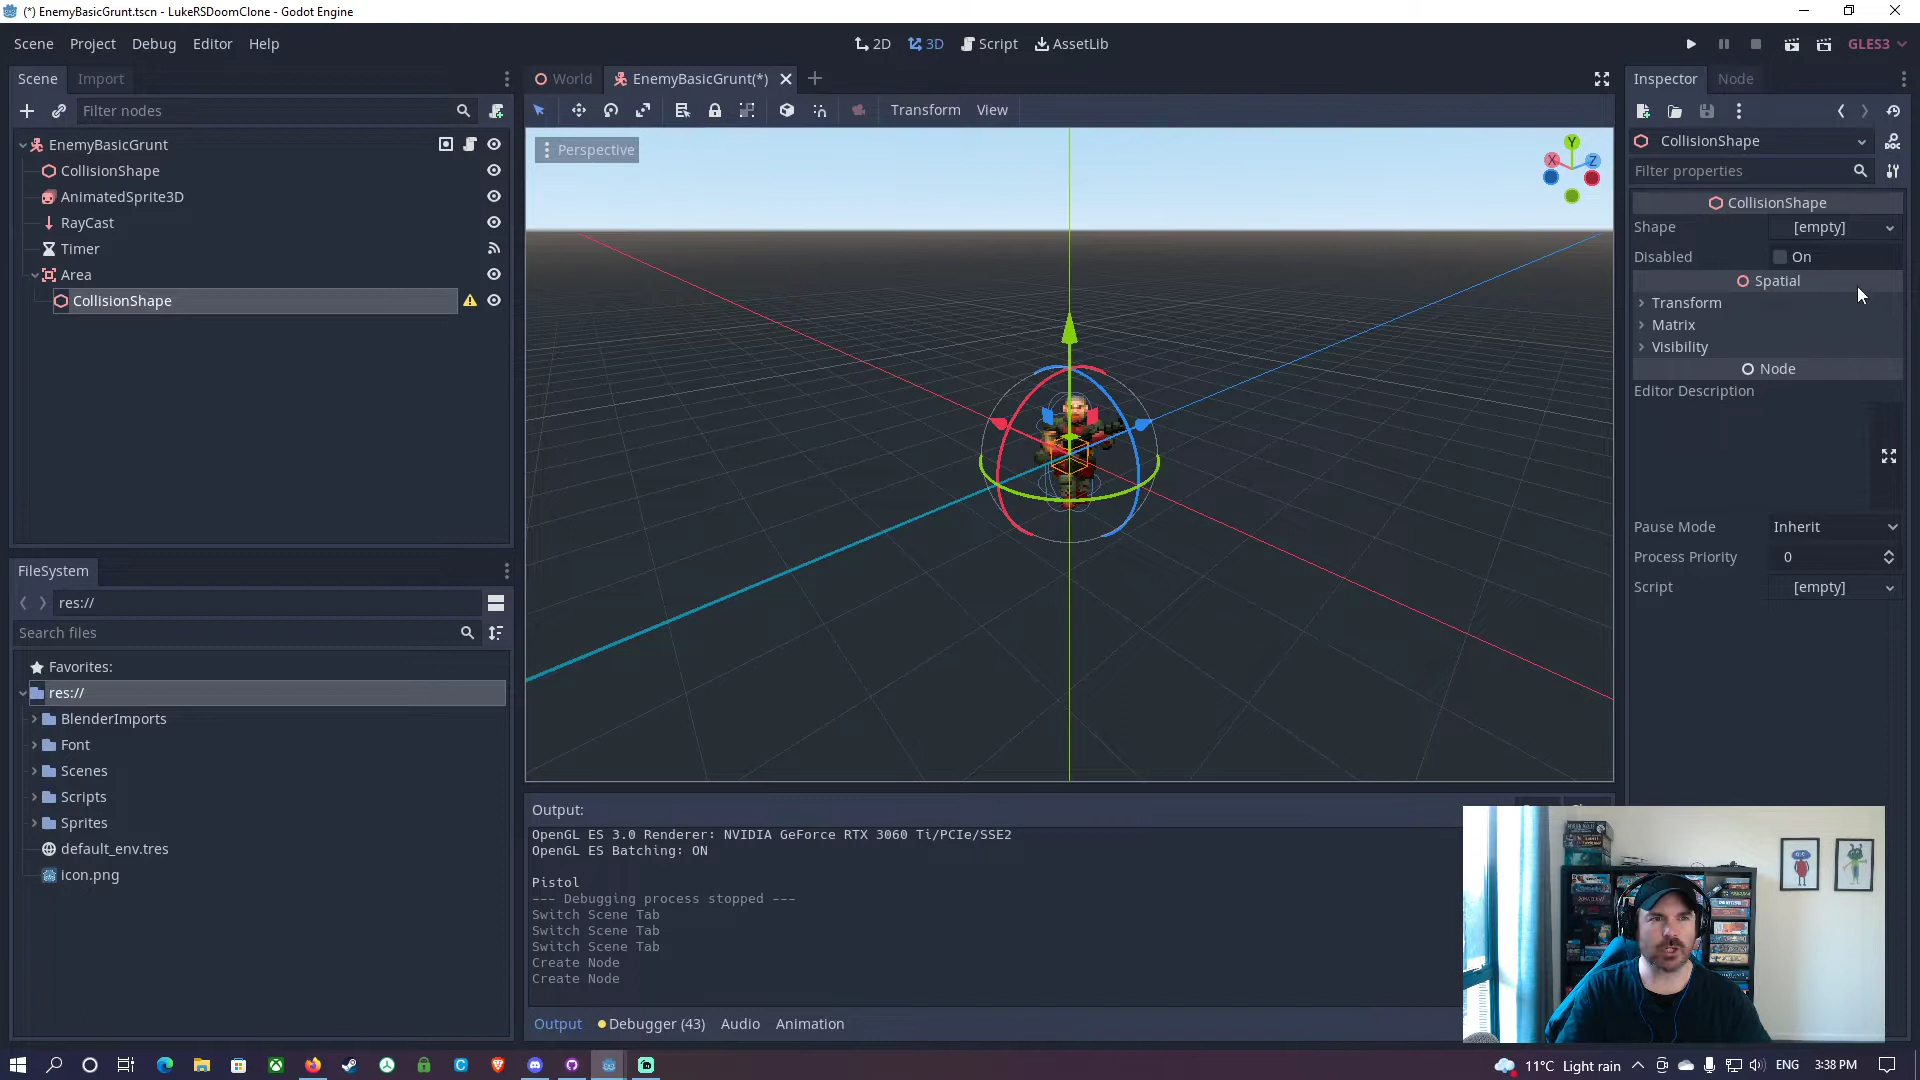 (*) EnemyBasicGrunt.tscn - LukeRSDoomClone - Godot Engine
Scene Project Debug Editor Help
2D 3D Script AssetLib
GLES3
Scene Import
World EnemyBasicGrunt(*)
Inspector Node
Filter nodes
Transform View
EnemyBasicGrunt
CollisionShape
AnimatedSprite3D
RayCast
Timer
Area
CollisionShape
Perspective
Y
X Z
CollisionShape
Filter properties
CollisionShape
Shape [empty]
Disabled On
Spatial
Transform
Matrix
Visibility
Node
Editor Description
Pause Mode Inherit
Process Priority 0
Script [empty]
FileSystem
res://
Search files
Favorites:
res://
BlenderImports
Font
Scenes
Scripts
Sprites
default_env.tres
icon.png
Output:
OpenGL ES 3.0 Renderer: NVIDIA GeForce RTX 3060 Ti/PCIe/SSE2
OpenGL ES Batching: ON
Pistol
--- Debugging process stopped ---
Switch Scene Tab
Switch Scene Tab
Switch Scene Tab
Create Node
Create Node
Output Debugger (43) Audio Animation
11°C Light rain
ENG
3:38 PM